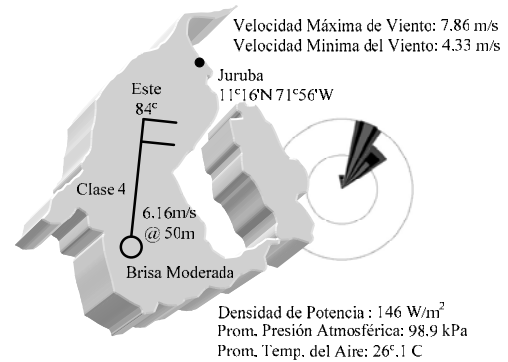 Velocidad Máxima de Viento: 7.86 m/s
Velocidad Minima del Viento: 4.33 m/s
Juruba
11°16'N 71°56'W
Este
84°
Clase 4
6.16m/s
@ 50m
Brisa Moderada
Densidad de Potencia : 146 W/m²
Prom. Presión Atmosférica: 98.9 kPa
Prom. Temp. del Aire: 26°.1 C